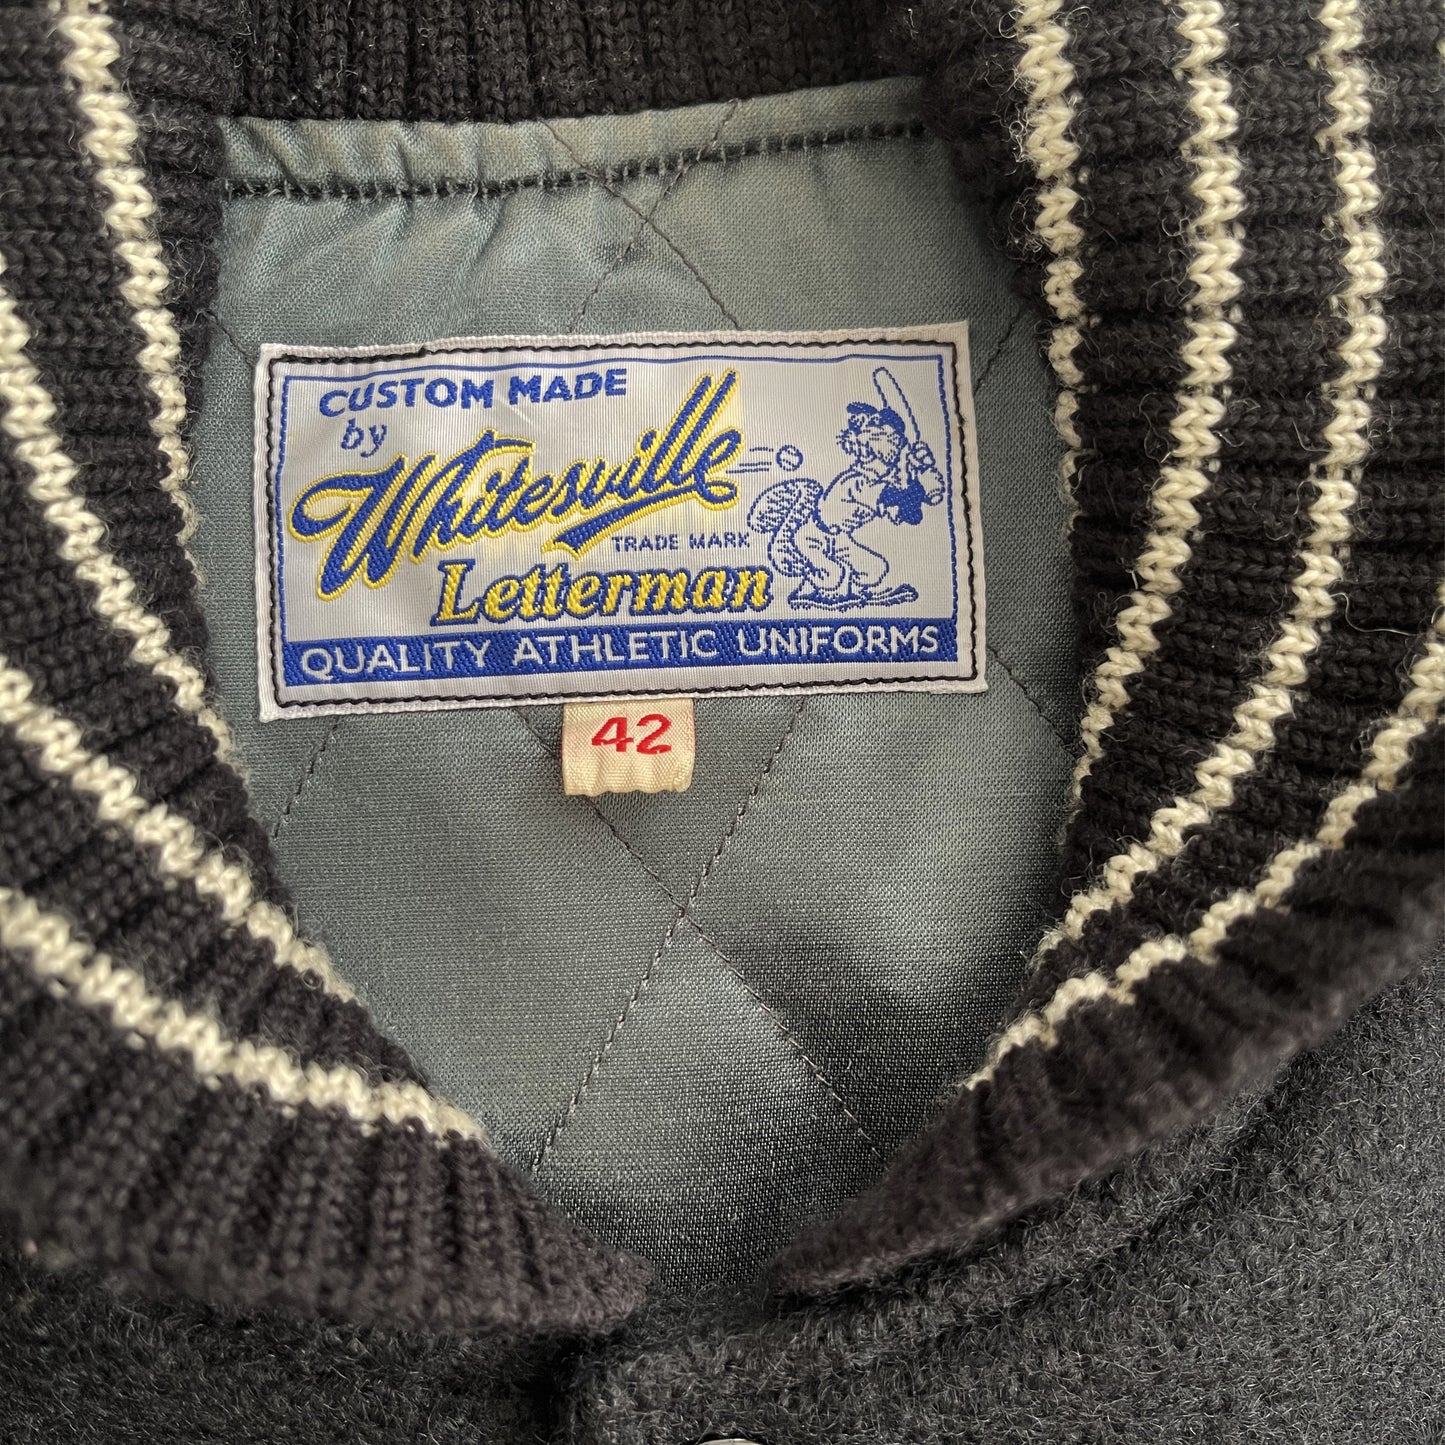 CUSTOM MADE
by
Whitesville
TRADE MARK
Letterman
QUALITY ATHLETIC UNIFORMS
42